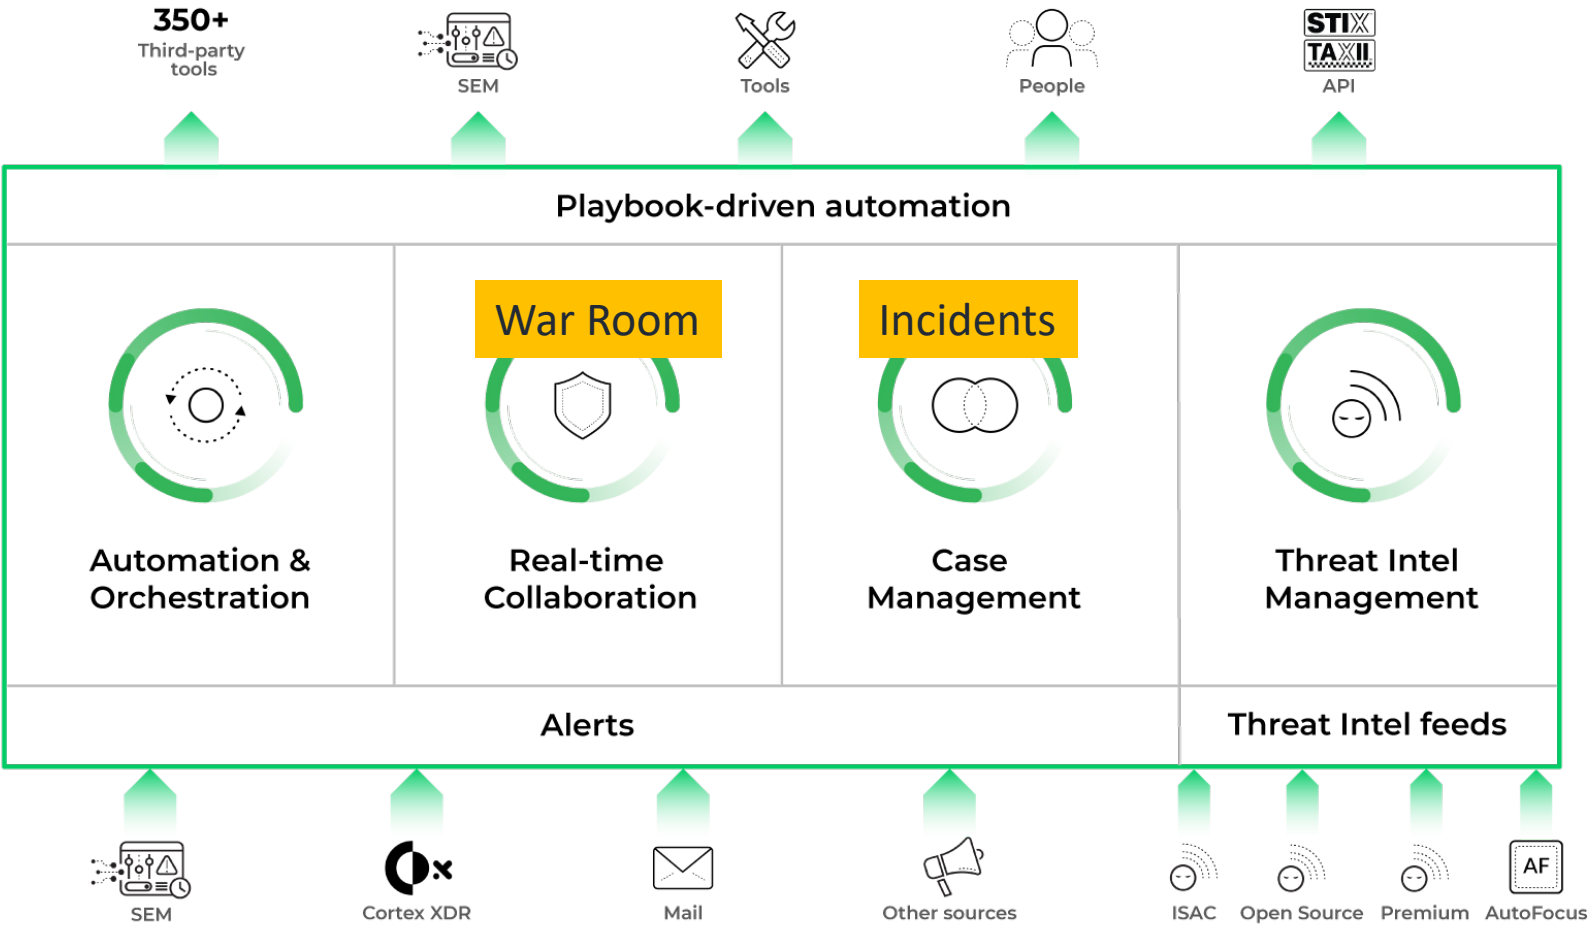 350+
Third-party
tools
SEM
Tools
People
STIX
TAXII
API
Playbook-driven automation
War Room
Incidents
Automation &
Orchestration
Real-time
Collaboration
Case
Management
Threat Intel
Management
Alerts
Threat Intel feeds
SEM
Cortex XDR
Mail
Other sources
ISAC
Open Source
Premium
AF
AutoFocus